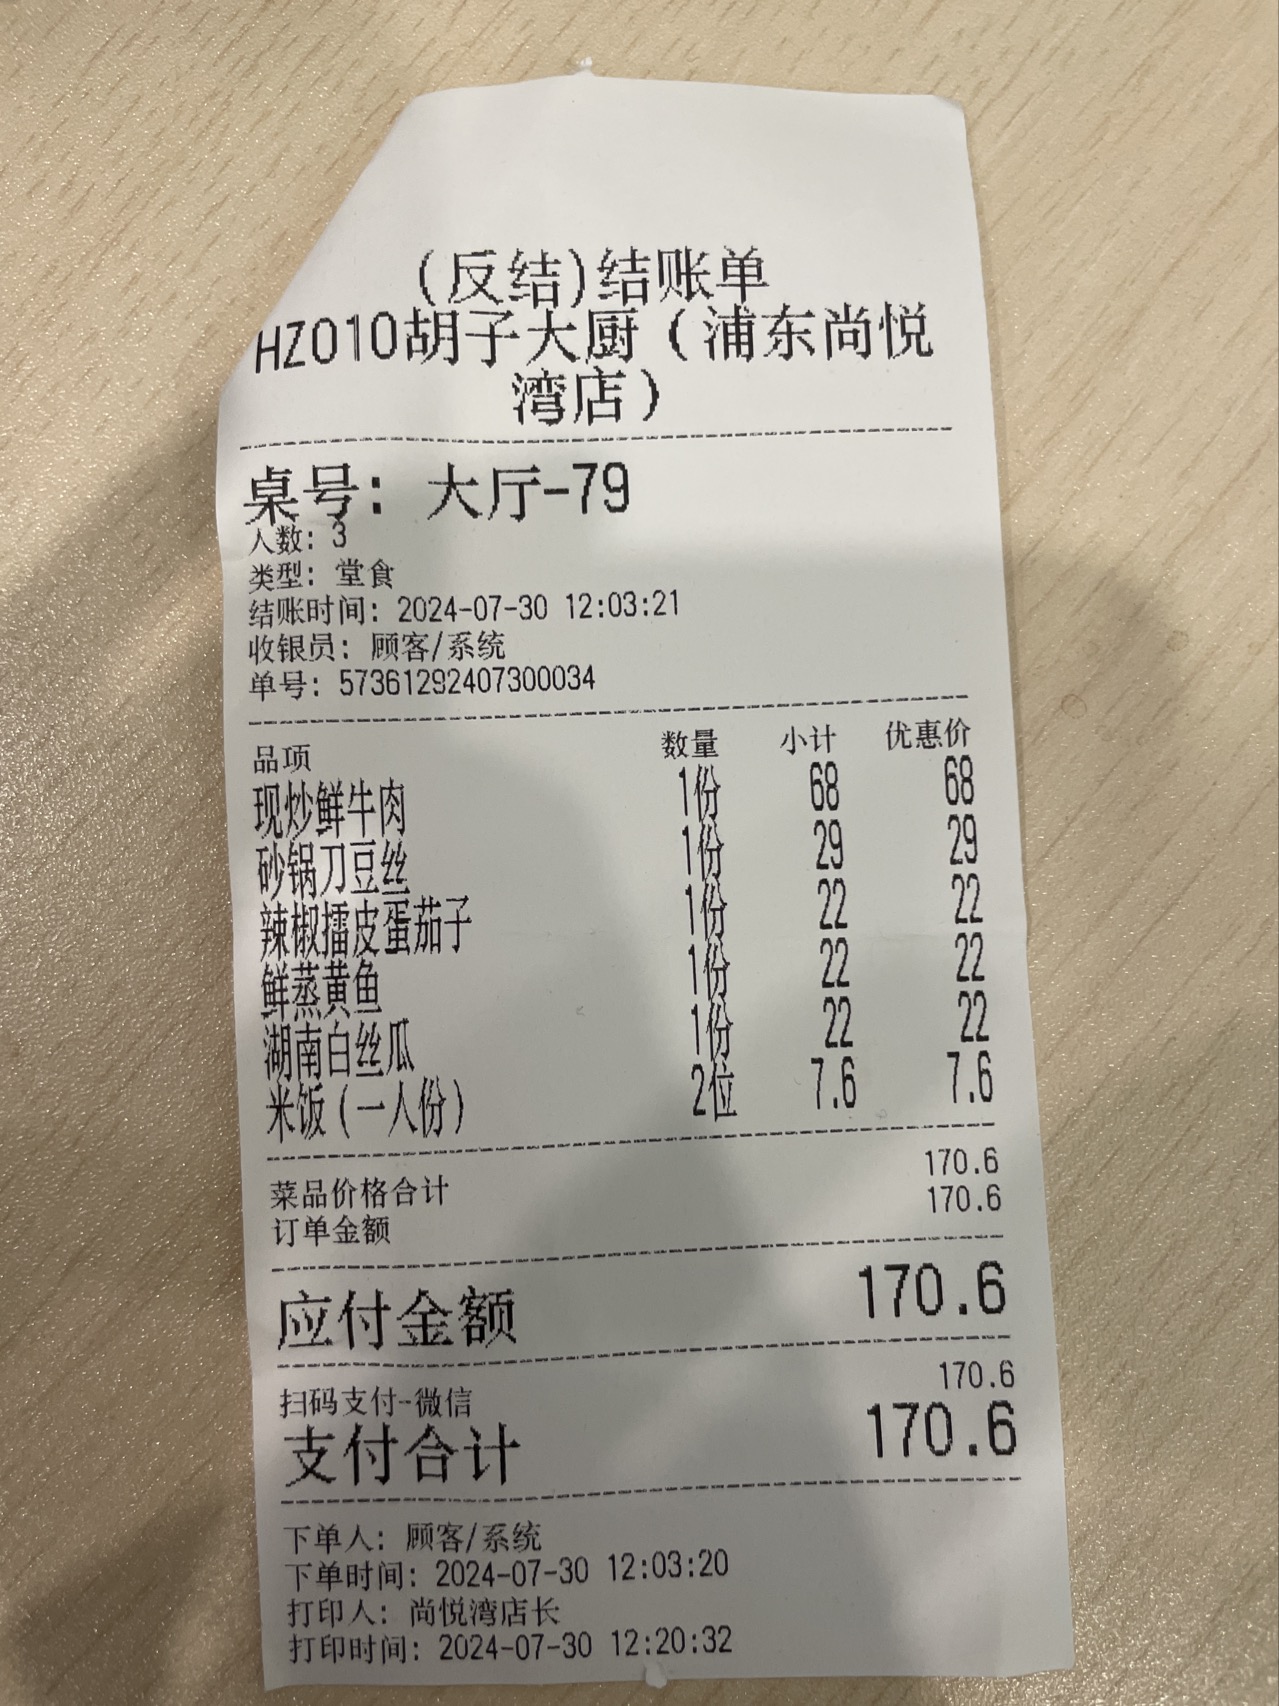 (反结)结账单
HZ010胡子大厨（浦东尚悦
湾店）
桌号：大厅-79
人数：3
类型：堂食
结账时间：2024-07-30 12:03:21
收银员：顾客/系统
单号：57361292407300034
品项 数量 小计 优惠价
现炒鲜牛肉 1份 68 68
砂锅刀豆丝 1份 29 29
辣椒擂皮蛋茄子 1份 22 22
鲜蒸黄鱼 1份 22 22
湖南白丝瓜 1份 22 22
米饭（一人份） 2位 7.6 7.6
菜品价格合计 170.6
订单金额 170.6
应付金额 170.6
扫码支付-微信 170.6
支付合计 170.6
下单人：顾客/系统
下单时间：2024-07-30 12:03:20
打印人：尚悦湾店长
打印时间：2024-07-30 12:20:32